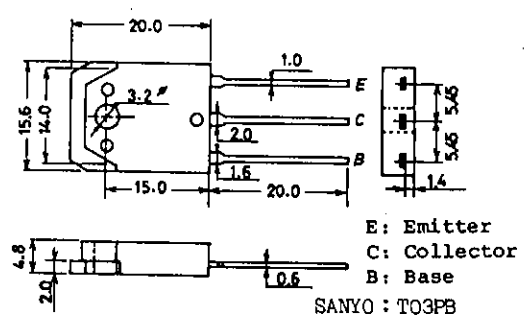 20.0
1.0
E
3.2ø
C
15.6
14.0
2.0
5.45
5.45
B
1.6
15.0
20.0
1.4
4.8
2.0
0.6
E: Emitter
C: Collector
B: Base
SANYO : TO3PB